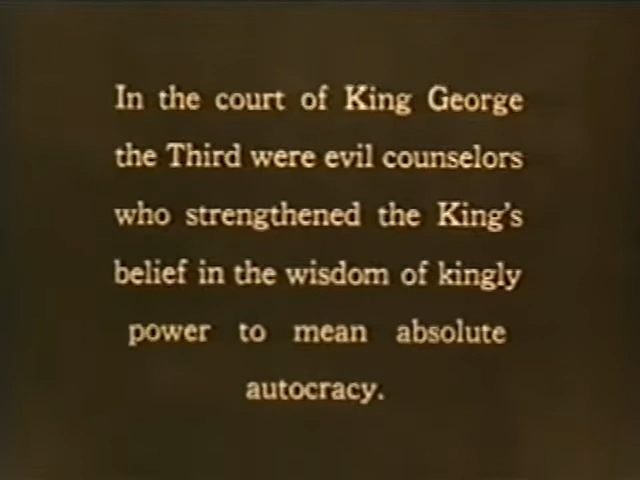 In the court of King George
the Third were evil counselors
who strengthened the King's
belief in the wisdom of kingly
power to mean absolute
autocracy.